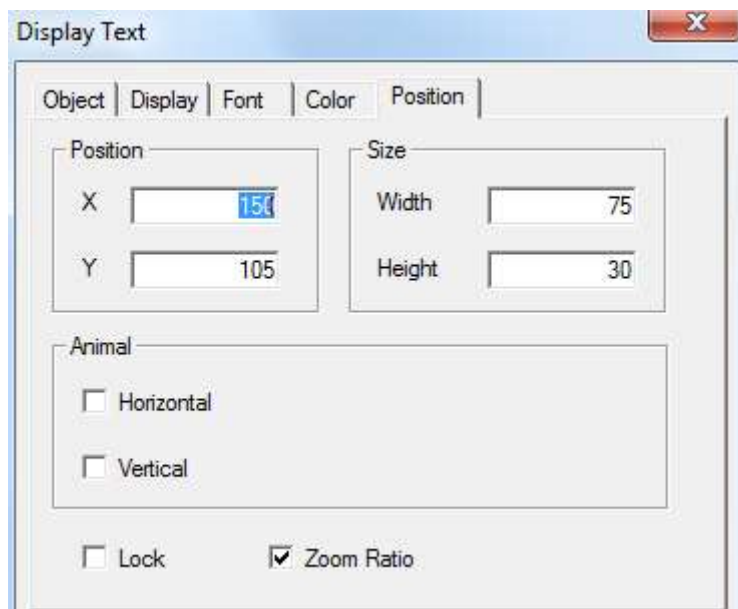 Display Text
Object Display Font Color Position
Position
X 150
Y 105
Size
Width 75
Height 30
Animal
Horizontal
Vertical
Lock Zoom Ratio